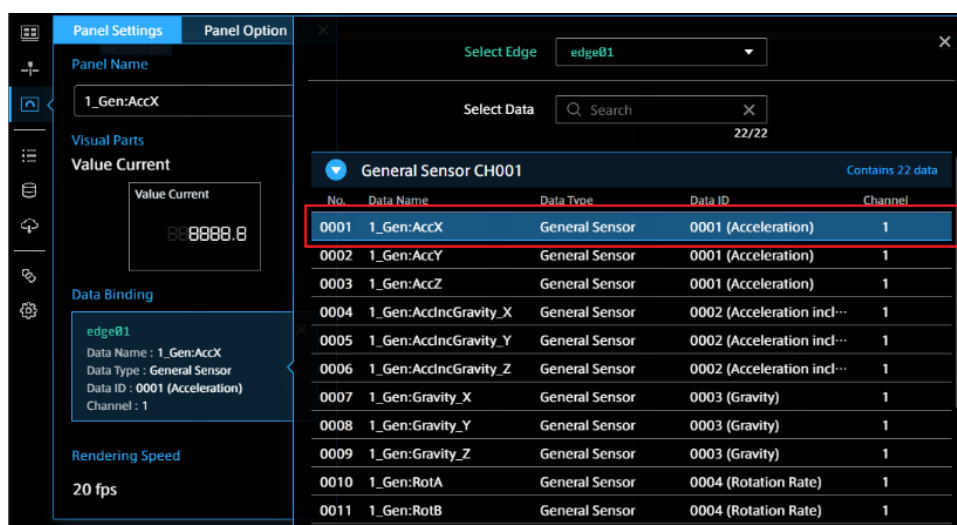 Panel Settings
Panel Option
Panel Name
1_Gen:AccX
Visual Parts
Value Current
Value Current
888888.8
Data Binding
edge01
Data Name : 1_Gen:AccX
Data Type : General Sensor
Data ID : 0001 (Acceleration)
Channel : 1
Rendering Speed
20 fps
Select Edge edge01
Select Data Search
22/22
General Sensor CH001 Contains 22 data
No. Data Name Data Type Data ID Channel
0001 1_Gen:AccX General Sensor 0001 (Acceleration) 1
0002 1_Gen:AccY General Sensor 0001 (Acceleration) 1
0003 1_Gen:AccZ General Sensor 0001 (Acceleration) 1
0004 1_Gen:AccIncGravity_X General Sensor 0002 (Acceleration incl··· 1
0005 1_Gen:AccIncGravity_Y General Sensor 0002 (Acceleration incl··· 1
0006 1_Gen:AccIncGravity_Z General Sensor 0002 (Acceleration incl··· 1
0007 1_Gen:Gravity_X General Sensor 0003 (Gravity) 1
0008 1_Gen:Gravity_Y General Sensor 0003 (Gravity) 1
0009 1_Gen:Gravity_Z General Sensor 0003 (Gravity) 1
0010 1_Gen:RotA General Sensor 0004 (Rotation Rate) 1
0011 1_Gen:RotB General Sensor 0004 (Rotation Rate) 1